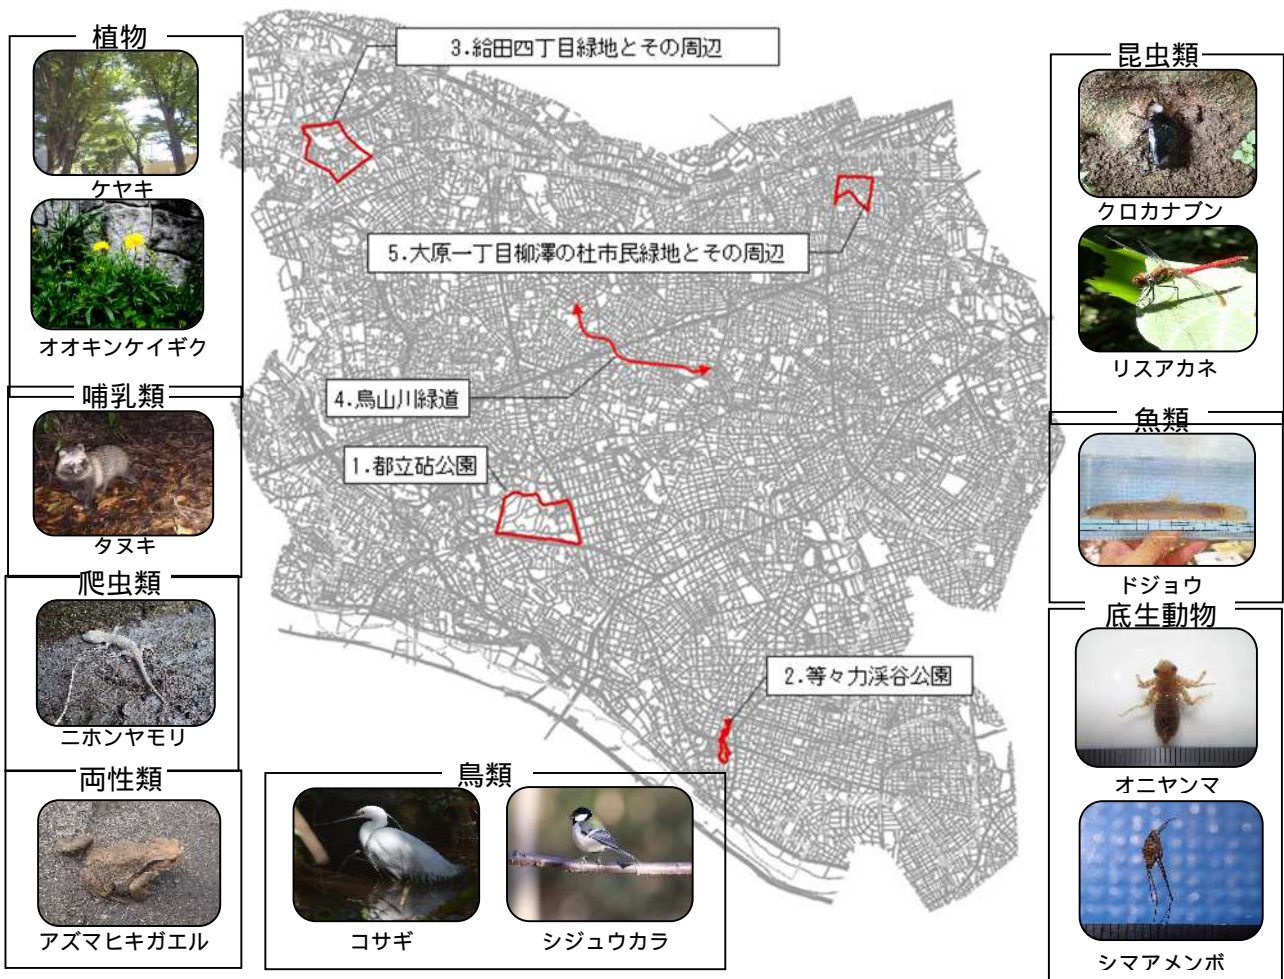 植物
ケヤキ
オオキンケイギク
哺乳類
タヌキ
爬虫類
ニホンヤモリ
両性類
アズマヒキガエル
3.給田四丁目緑地とその周辺
5.大原一丁目柳澤の杜市民緑地とその周辺
4.烏山川緑道
1.都立砧公園
2.等々力渓谷公園
鳥類
コサギ
シジュウカラ
昆虫類
クロカナブン
リスアカネ
魚類
ドジョウ
底生動物
オニヤンマ
シマアメンボ